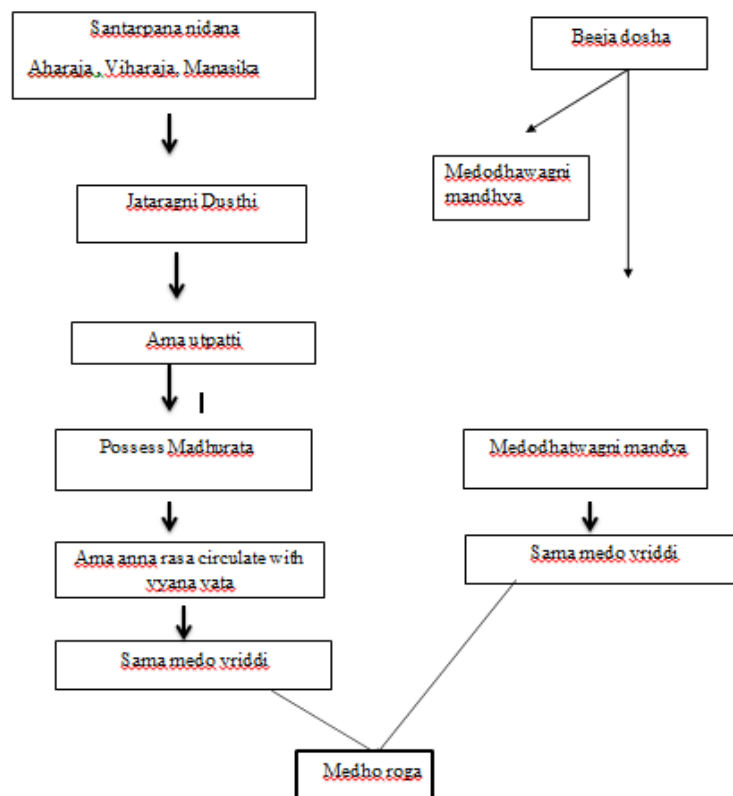 Santarpana nidana
Aharaja , Viharaja, Manasika
Jataragni Dusthi
Ama utpatti
Possess Madhurata
Ama anna rasa circulate with
vyana vata
Sama medo vriddi
Beeja dosha
Medodhawagni
mandhya
Medodhatwagni mandya
Sama medo vriddi
Medho roga